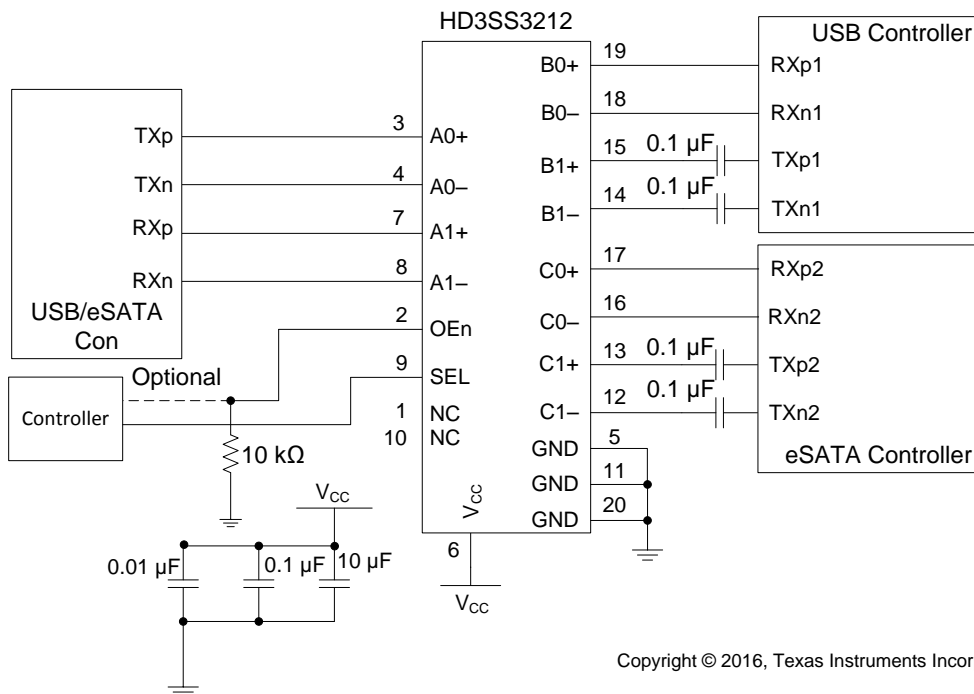 HD3SS3212
USB/eSATA
Con
TXp
TXn
RXp
RXn
3
4
7
8
2
9
1
10
A0+
A0–
A1+
A1–
OEn
SEL
NC
NC
Optional
Controller
10 kΩ
VCC
0.01 µF
0.1 µF
10 µF
VCC
6
VCC
B0+
B0–
B1+
B1–
C0+
C0–
C1+
C1–
GND
GND
GND
19
18
15
14
17
16
13
12
5
11
20
0.1 µF
0.1 µF
0.1 µF
0.1 µF
USB Controller
RXp1
RXn1
TXp1
TXn1
RXp2
RXn2
TXp2
TXn2
eSATA Controller
Copyright © 2016, Texas Instruments Incor